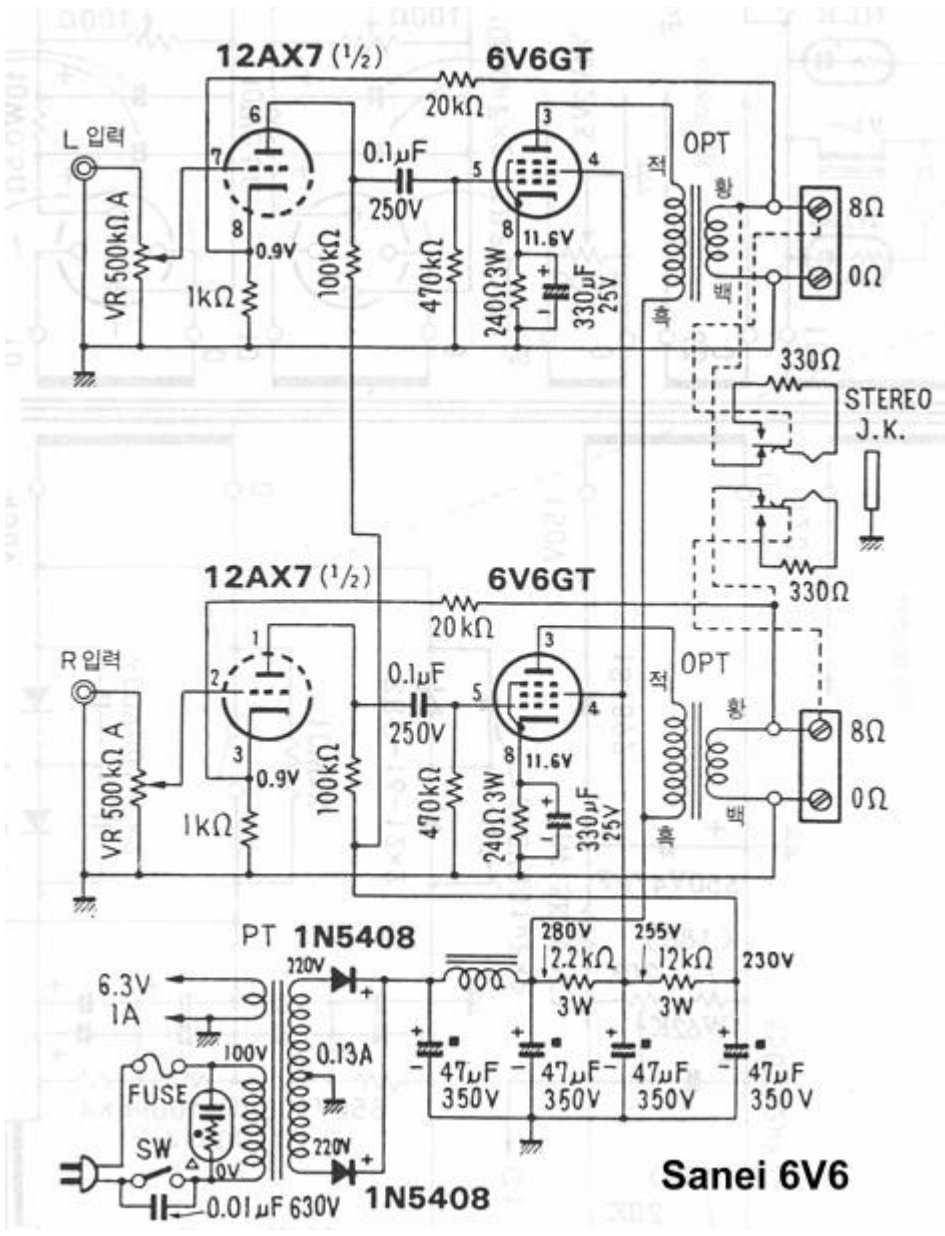 12AX7 (1/2)
6V6GT
6
20kΩ
3
OPT
L 입력
7
0.1μF
5
4
적
황
250V
8
8
11.6V
8Ω
VR 500kΩ A
0.9V
1kΩ
100kΩ
470kΩ
240Ω3W
+
-
330μF
25V
흑
백
0Ω
330Ω
STEREO
J.K.
330Ω
12AX7 (1/2)
6V6GT
1
20kΩ
3
OPT
R 입력
2
0.1μF
5
4
적
황
250V
3
8
11.6V
8Ω
VR 500kΩ A
0.9V
1kΩ
100kΩ
470kΩ
240Ω3W
+
-
330μF
25V
흑
백
0Ω
PT 1N5408
280V
255V
230V
220V
+
2.2kΩ
12kΩ
6.3V
1A
3W
3W
100V
0.13A
+
-
47μF
350V
+
-
47μF
350V
+
-
47μF
350V
+
-
47μF
350V
FUSE
SW
0V
220V
+
1N5408
0.01μF 630V
Sanei 6V6